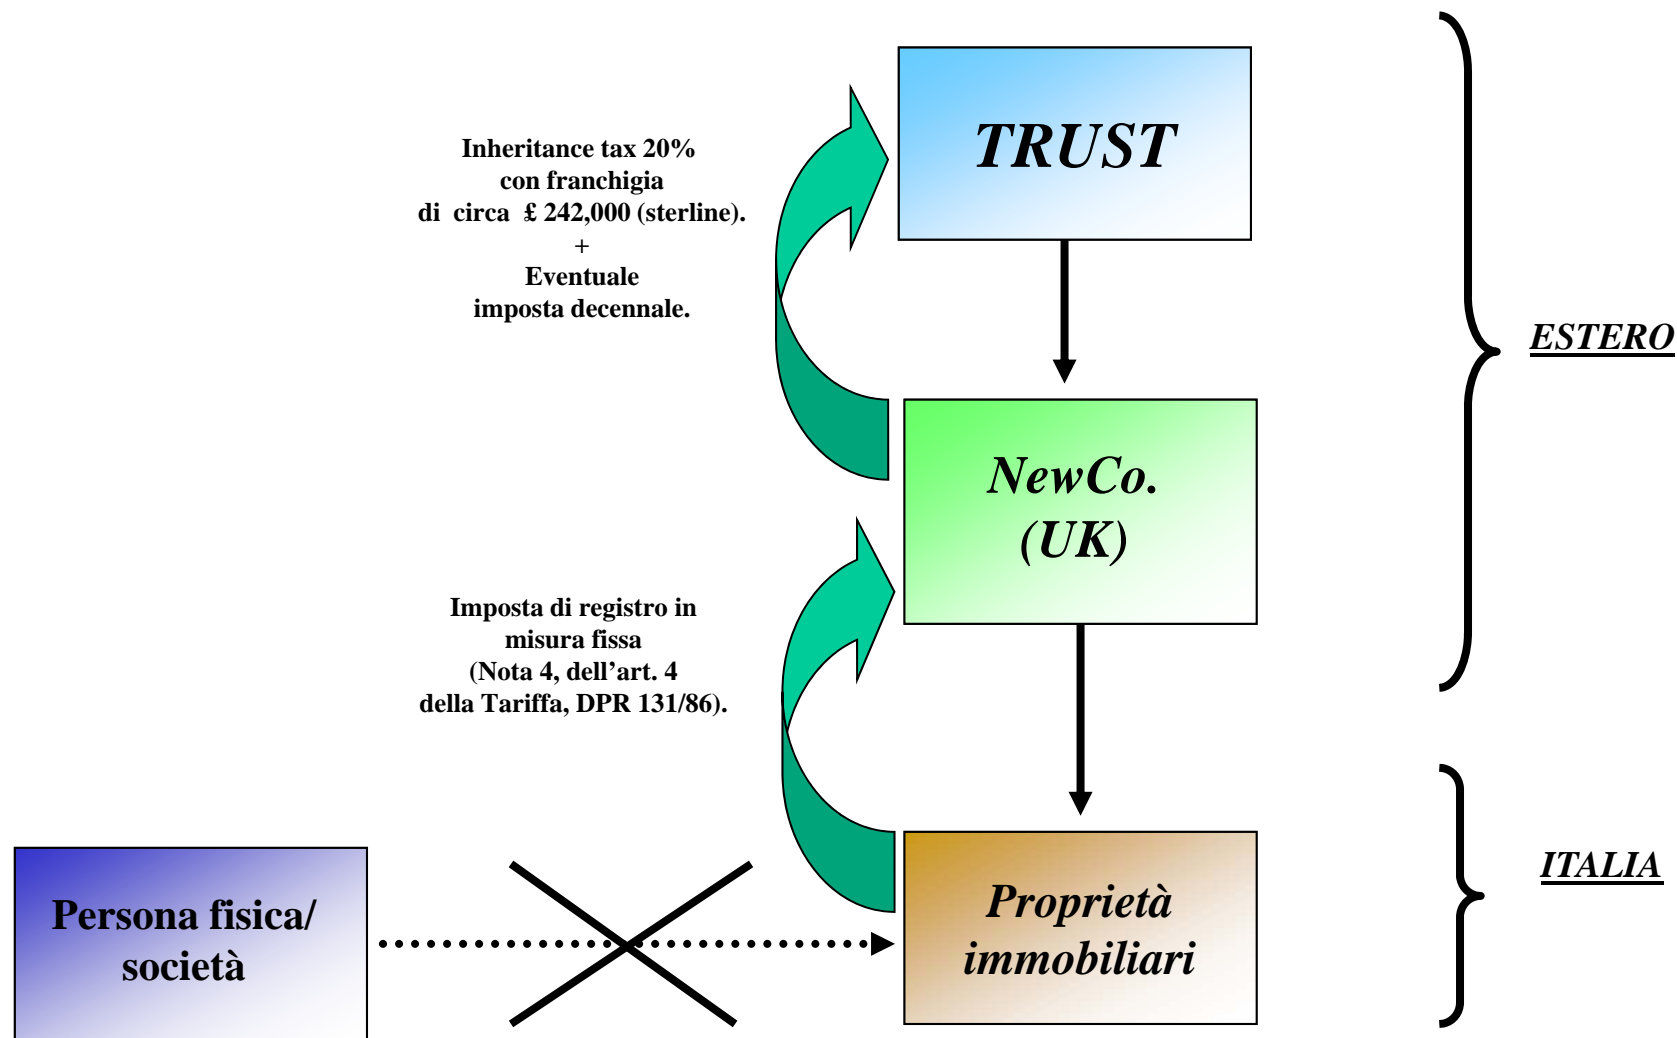 TRUST
Inheritance tax 20%
con franchigia
di circa £ 242,000 (sterline).
+
Eventuale
imposta decennale.
ESTERO
NewCo.
(UK)
Imposta di registro in
misura fissa
(Nota 4, dell’art. 4
della Tariffa, DPR 131/86).
ITALIA
Persona fisica/
società
Proprietà
immobiliari